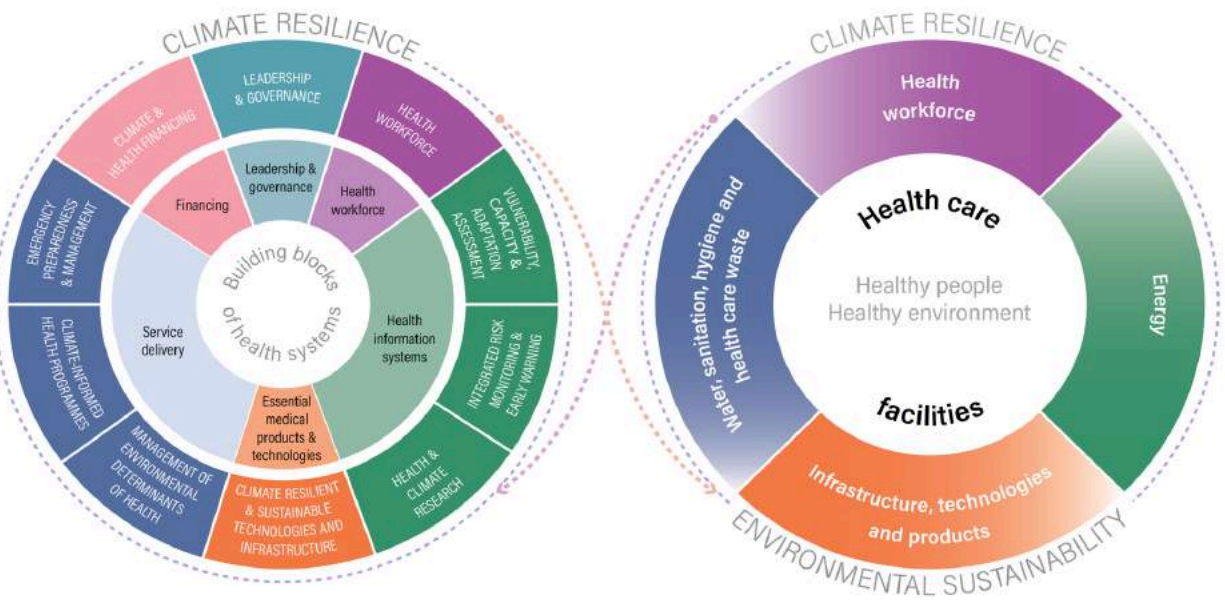 CLIMATE RESILIENCE
LEADERSHIP
& GOVERNANCE
HEALTH
WORKFORCE
VULNERABILITY,
CAPACITY &
ADAPTATION
ASSESSMENT
INTEGRATED RISK
MONITORING &
EARLY WARNING
HEALTH &
CLIMATE
RESEARCH
CLIMATE RESILIENT
& SUSTAINABLE
TECHNOLOGIES AND
INFRASTRUCTURE
MANAGEMENT OF
ENVIRONMENTAL
DETERMINANTS
OF HEALTH
CLIMATE-INFORMED
HEALTH PROGRAMMES
EMERGENCY
PREPAREDNESS
& MANAGEMENT
CLIMATE &
HEALTH FINANCING
Leadership &
governance
Health
workforce
Health
information
systems
Essential
medical
products &
technologies
Service
delivery
Financing
Building blocks
of health systems
CLIMATE RESILIENCE
Health
workforce
Energy
Infrastructure, technologies
and products
Water, sanitation, hygiene and
health care waste
Health care
Healthy people
Healthy environment
facilities
ENVIRONMENTAL SUSTAINABILITY